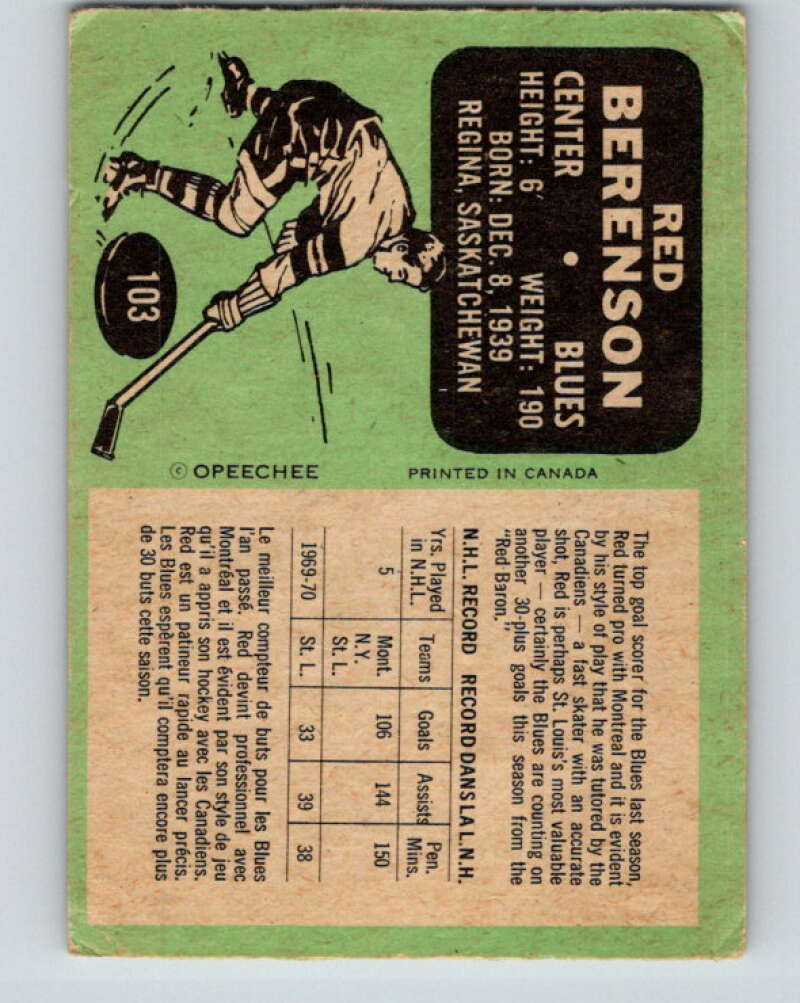 RED
BERENSON
CENTER • BLUES
HEIGHT: 6' WEIGHT: 190
BORN: DEC. 8, 1939
REGINA, SASKATCHEWAN
103
© OPEECHEE PRINTED IN CANADA
The top goal scorer for the Blues last season,
Red turned pro with Montreal and it is evident
by his style of play that he was tutored by the
Canadiens — a fast skater with an accurate
shot, Red is perhaps St. Louis's most valuable
player — certainly the Blues are counting on
another 30-plus goals this season from the
"Red Baron."
N.H.L. RECORD RECORD DANS LA L.N.H.
Yrs. Played in N.H.L. Teams Goals Assists Pen. Mins.
5 Mont. 106 144 150
N.Y.
St. L.
1969-70 St. L. 33 39 38
Le meilleur compteur de buts pour les Blues
l'an passé. Red devint professionnel avec
Montréal et il est évident par son style de jeu
qu'il a appris son hockey avec les Canadiens.
Red est un patineur rapide au lancer précis.
Les Blues espèrent qu'il comptera encore plus
de 30 buts cette saison.